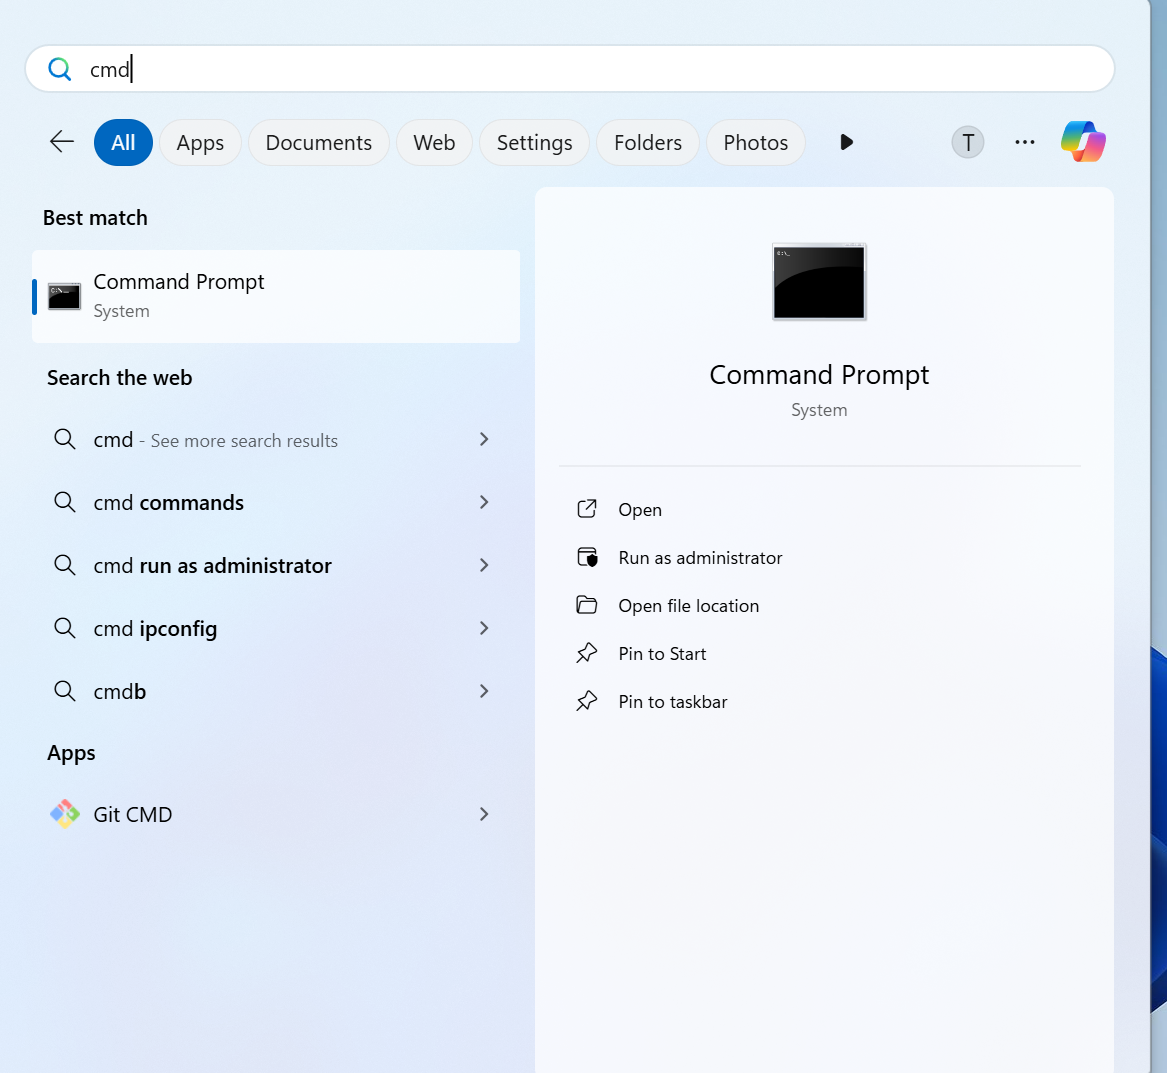 cmd
All Apps Documents Web Settings Folders Photos T
Best match
Command Prompt
System
Search the web
cmd - See more search results
cmd commands
cmd run as administrator
cmd ipconfig
cmdb
Apps
Git CMD
Command Prompt
System
Open
Run as administrator
Open file location
Pin to Start
Pin to taskbar